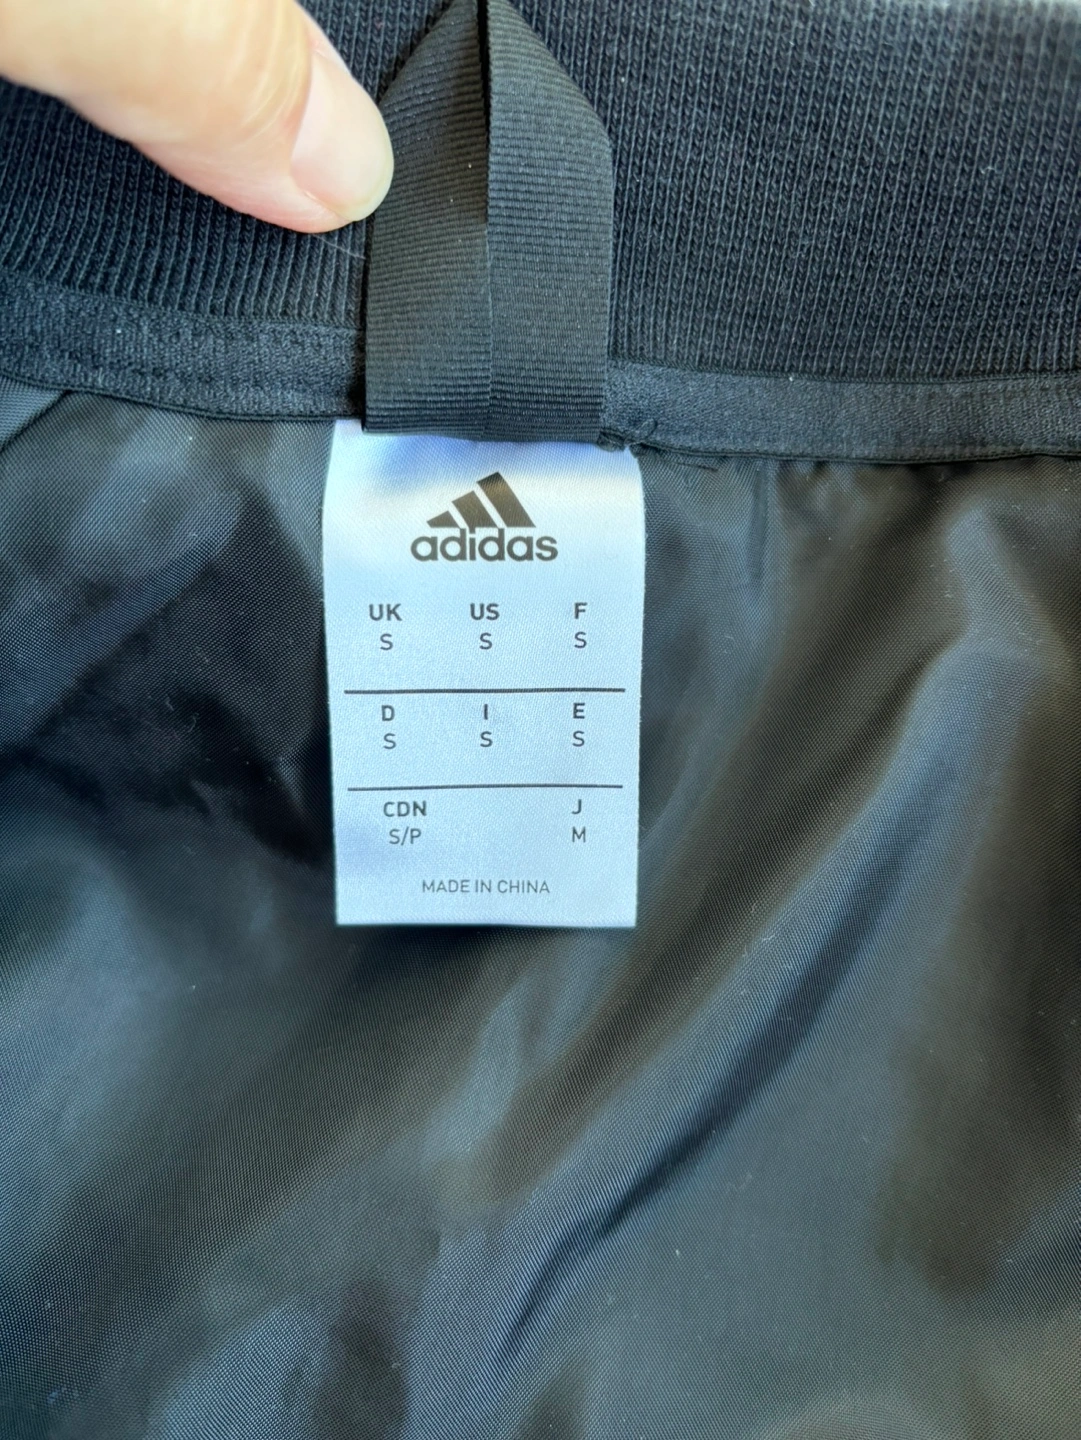 adidas
UK US F
S S S
D I E
S S S
CDN J
S/P M
MADE IN CHINA